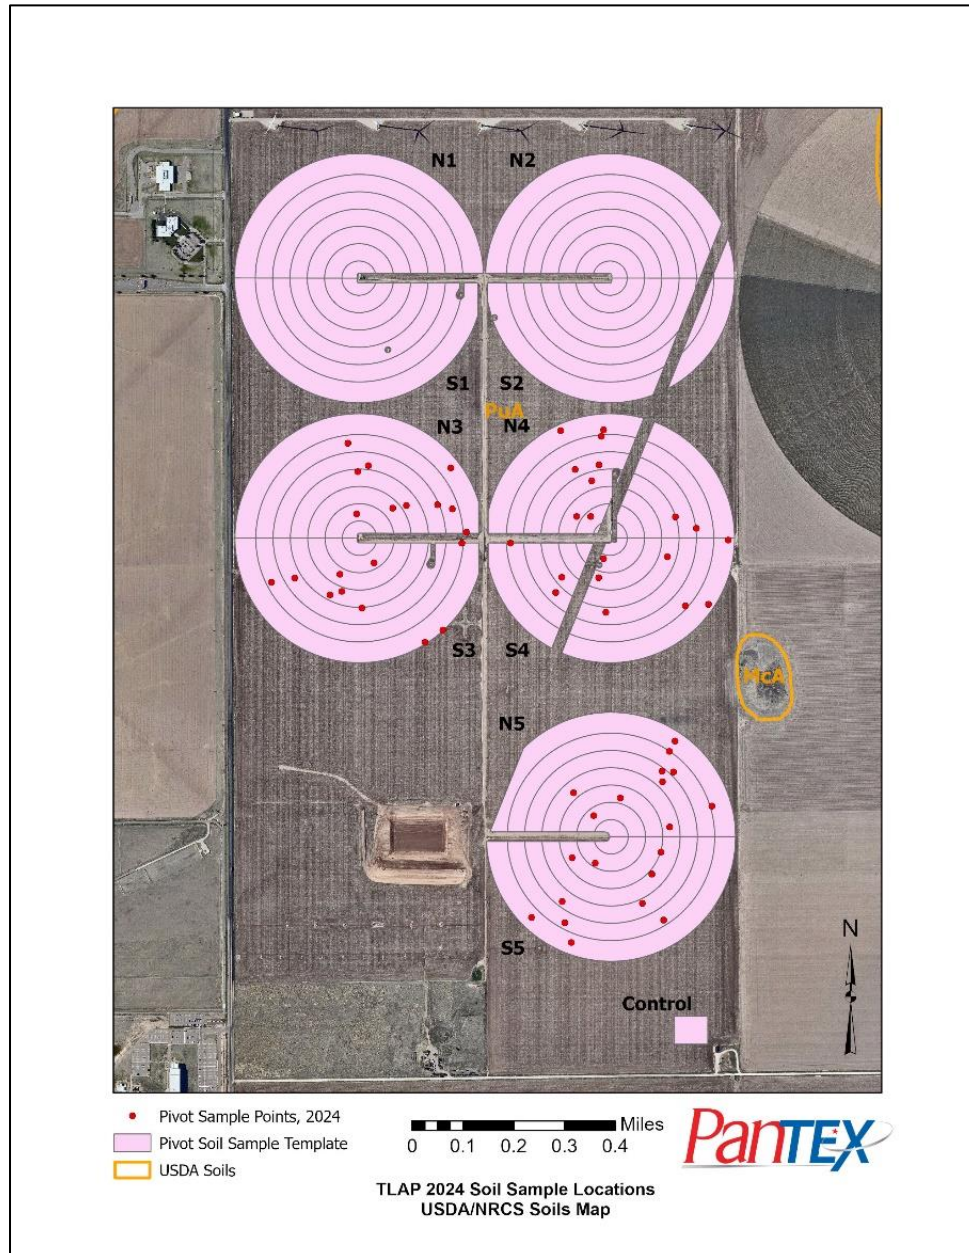 N1
N2
S1
S2
PuA
N3
N4
S3
S4
McA
N5
S5
N
Control
Pivot Sample Points, 2024
Pivot Soil Sample Template
USDA Soils
Miles
0 0.1 0.2 0.3 0.4
PanTEX
TLAP 2024 Soil Sample Locations
USDA/NRCS Soils Map